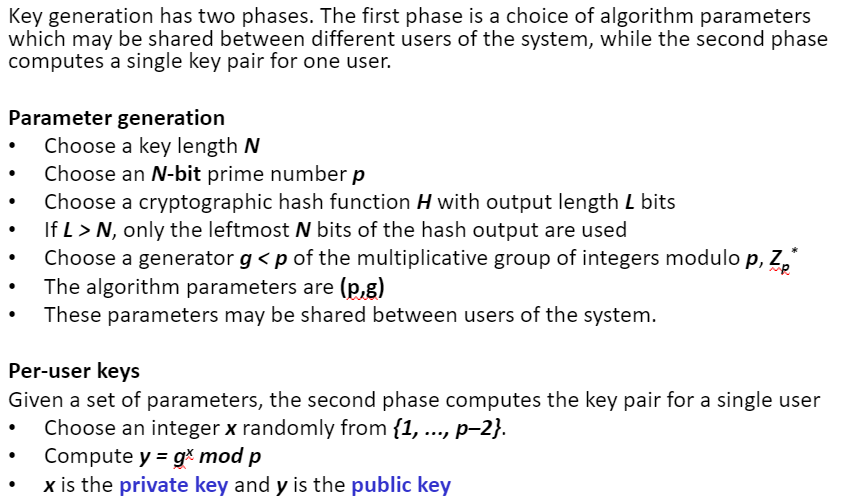 Key generation has two phases. The first phase is a choice of algorithm parameters
which may be shared between different users of the system, while the second phase
computes a single key pair for one user.
Parameter generation
• Choose a key length N
• Choose an N-bit prime number p
• Choose a cryptographic hash function H with output length L bits
• If L > N, only the leftmost N bits of the hash output are used
• Choose a generator g < p of the multiplicative group of integers modulo p, Zₚ*
• The algorithm parameters are (p,g)
• These parameters may be shared between users of the system.
Per-user keys
Given a set of parameters, the second phase computes the key pair for a single user
• Choose an integer x randomly from {1, ..., p–2}.
• Compute y = gˣ mod p
• x is the private key and y is the public key